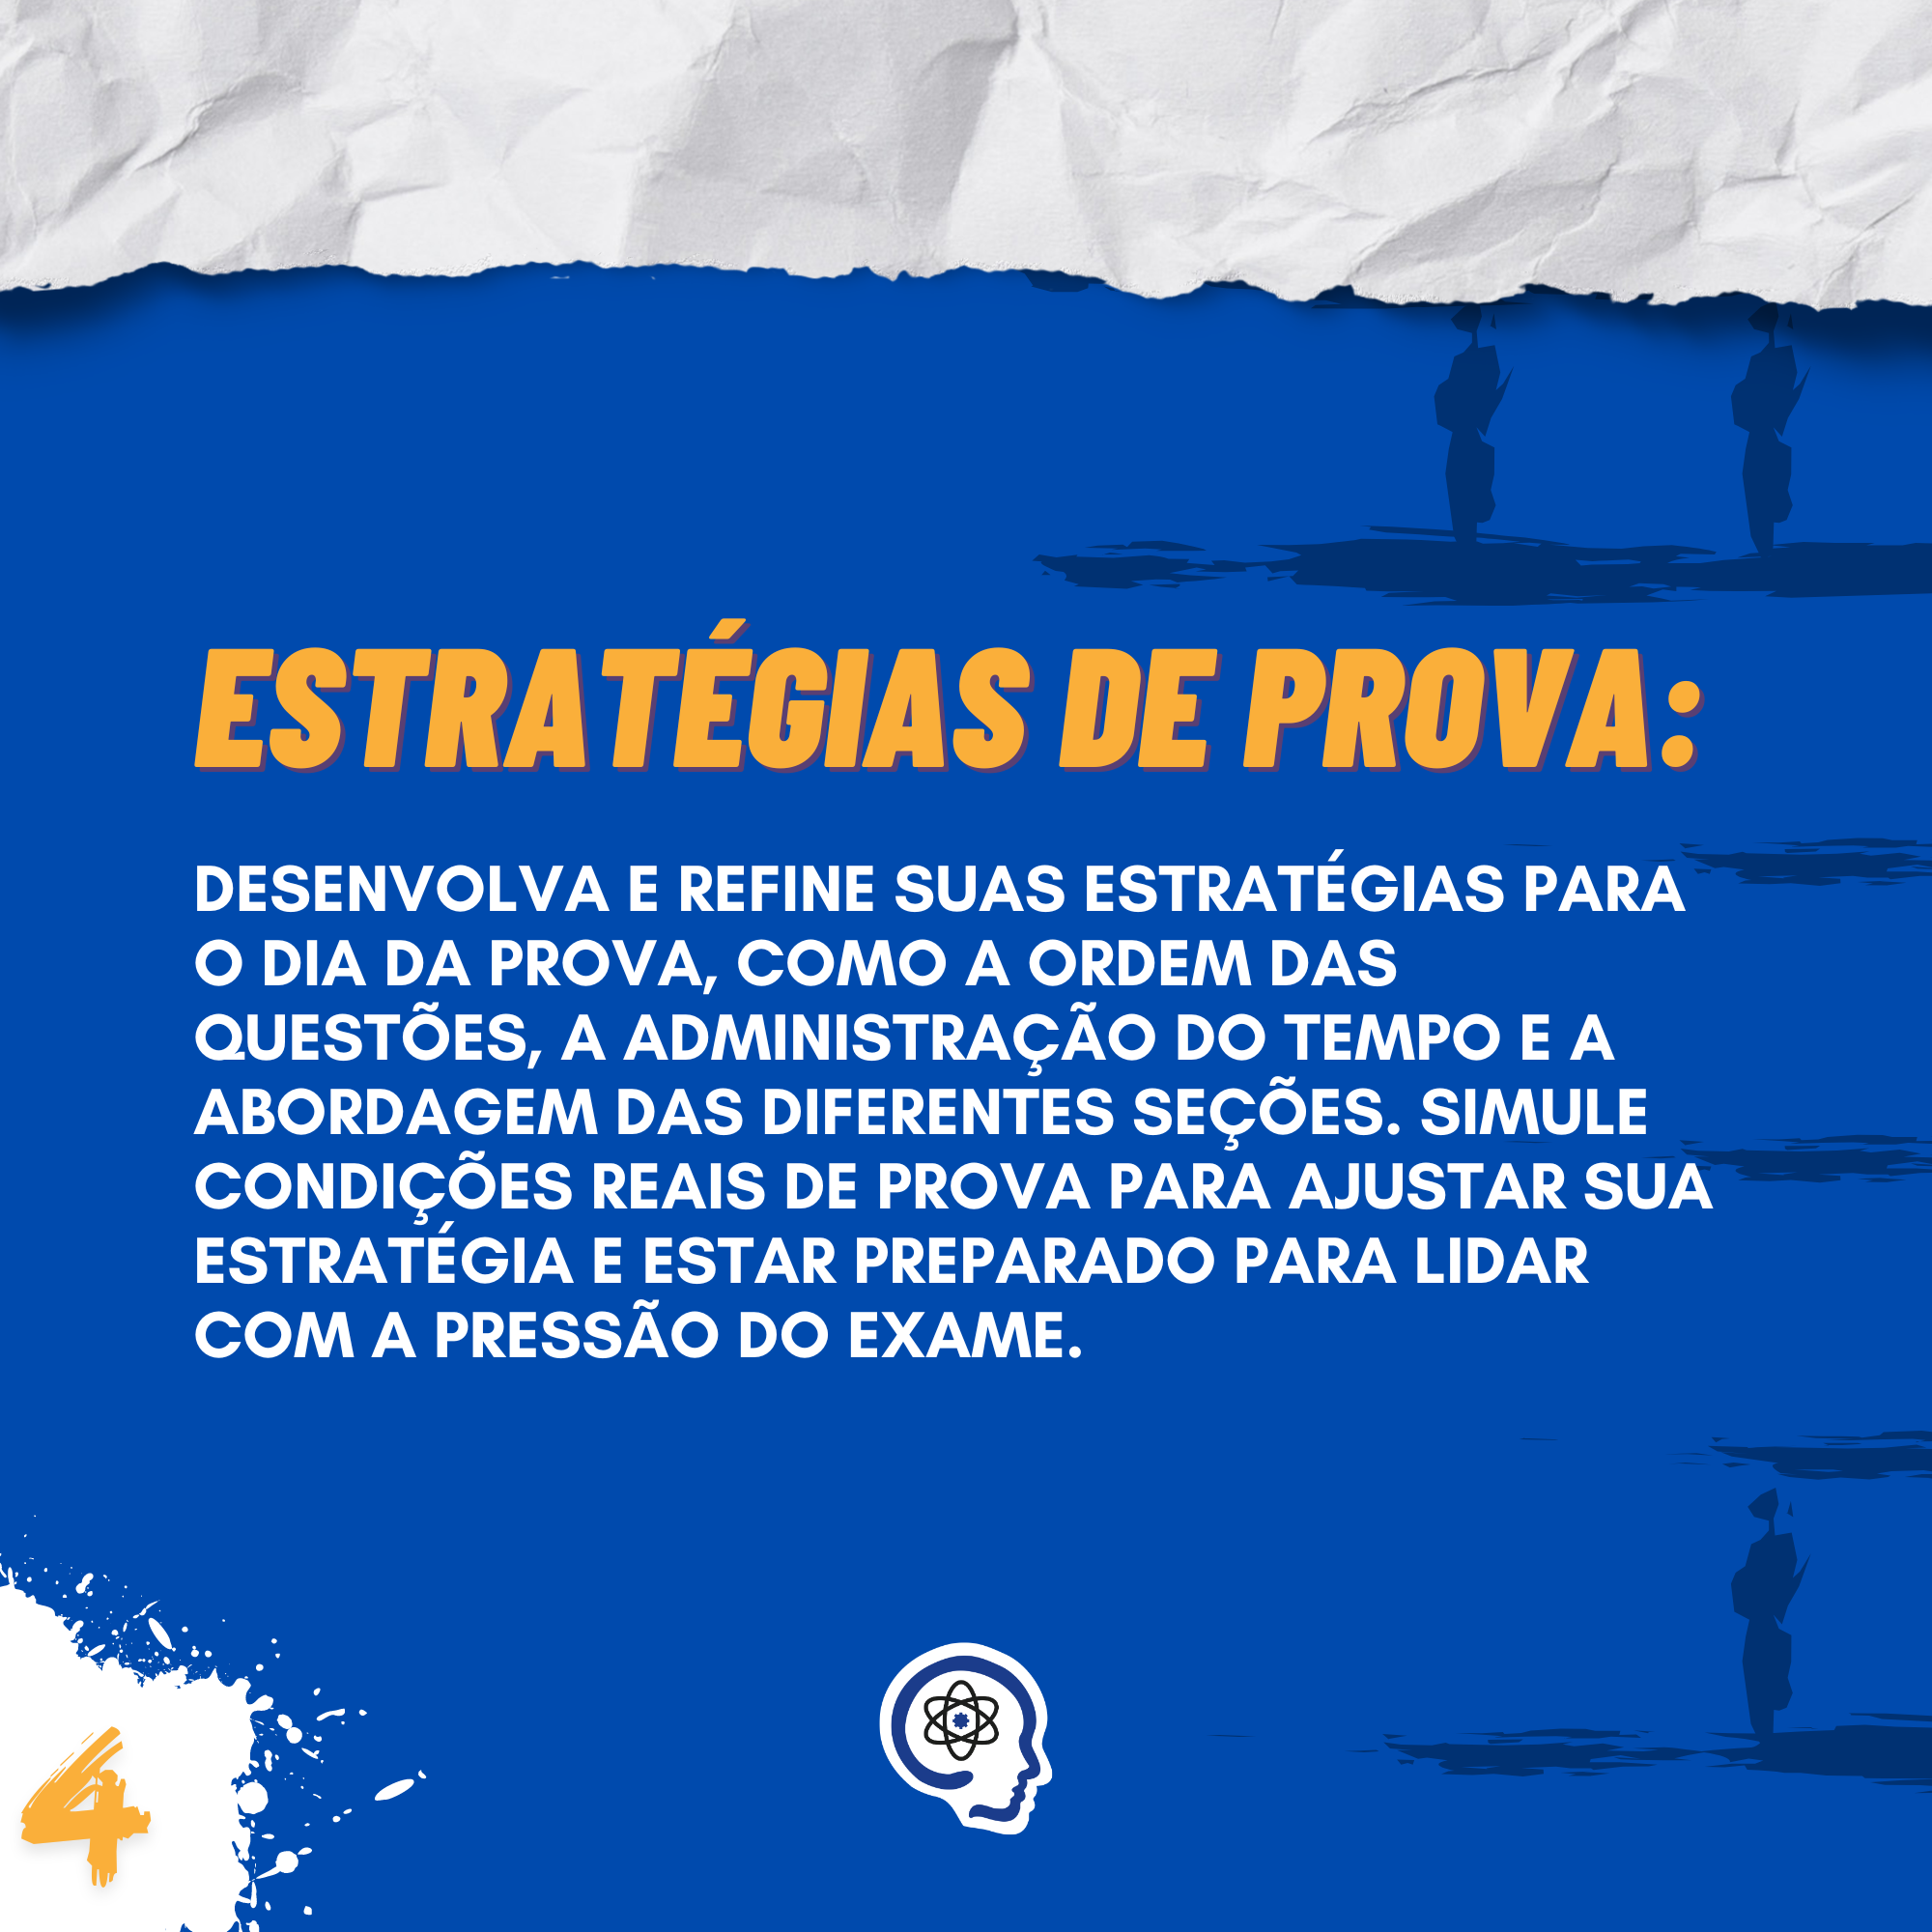 ESTRATÉGIAS DE PROVA:
DESENVOLVA E REFINE SUAS ESTRATÉGIAS PARA
O DIA DA PROVA, COMO A ORDEM DAS
QUESTÕES, A ADMINISTRAÇÃO DO TEMPO E A
ABORDAGEM DAS DIFERENTES SEÇÕES. SIMULE
CONDIÇÕES REAIS DE PROVA PARA AJUSTAR SUA
ESTRATÉGIA E ESTAR PREPARADO PARA LIDAR
COM A PRESSÃO DO EXAME.
4